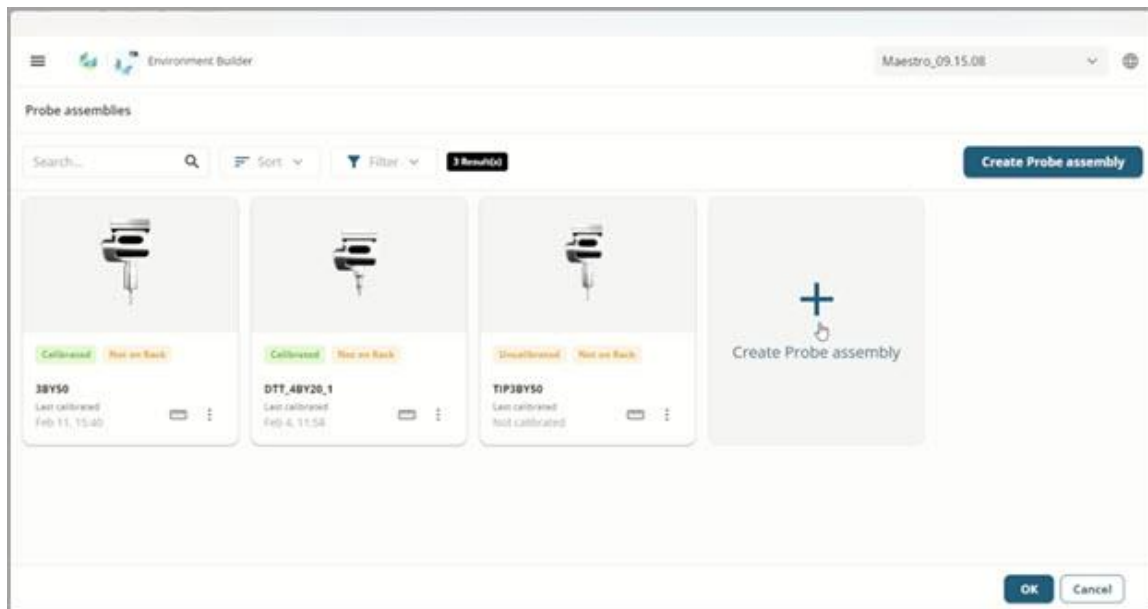 Environment Builder
Maestro_09.15.08
Probe assemblies
Search...
Sort
Filter
3 Result(s)
Create Probe assembly
Calibrated Not on Rack
3BY50
Last calibrated
Feb 11, 15:40
Calibrated Not on Rack
DTT_4BY20_1
Last calibrated
Feb 4, 11:58
Uncalibrated Not on Rack
TIP3BY50
Last calibrated
Not calibrated
Create Probe assembly
OK
Cancel